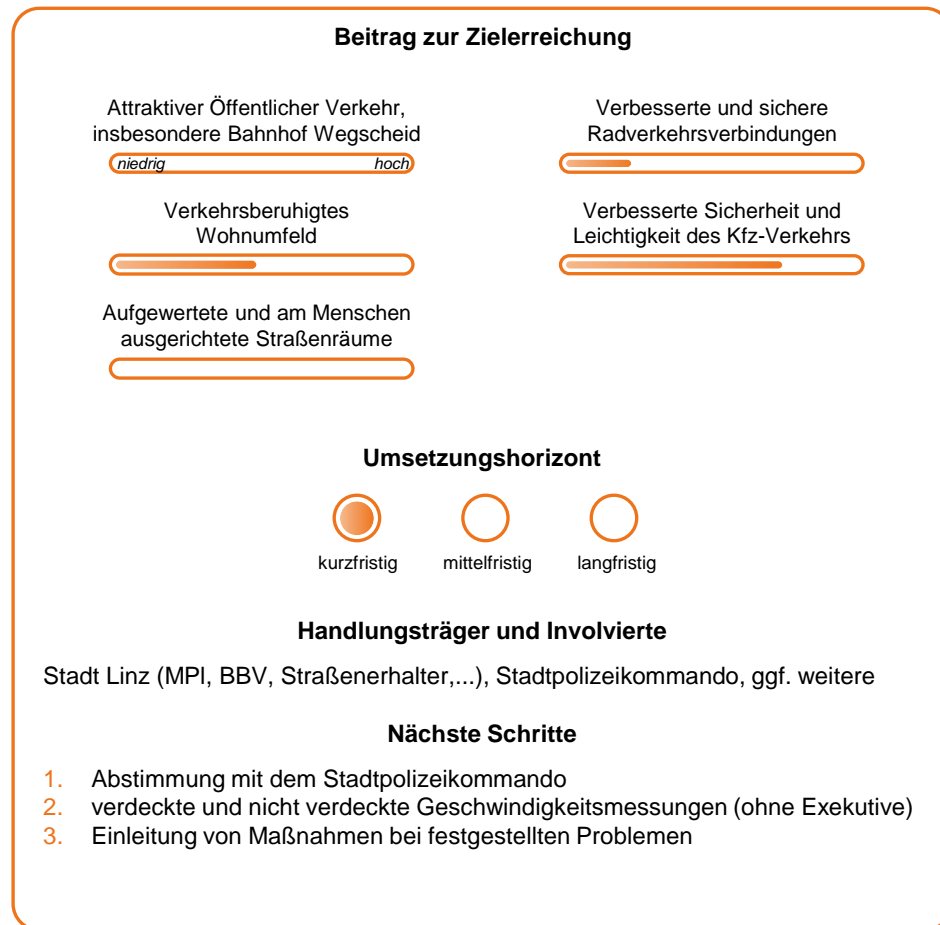 Beitrag zur Zielerreichung
Attraktiver Öffentlicher Verkehr,
insbesondere Bahnhof Wegscheid
niedrig hoch
Verbesserte und sichere
Radverkehrsverbindungen
Verkehrsberuhigtes
Wohnumfeld
Verbesserte Sicherheit und
Leichtigkeit des Kfz-Verkehrs
Aufgewertete und am Menschen
ausgerichtete Straßenräume
Umsetzungshorizont
kurzfristig mittelfristig langfristig
Handlungsträger und Involvierte
Stadt Linz (MPI, BBV, Straßenerhalter,...), Stadtpolizeikommando, ggf. weitere
Nächste Schritte
1. Abstimmung mit dem Stadtpolizeikommando
2. verdeckte und nicht verdeckte Geschwindigkeitsmessungen (ohne Exekutive)
3. Einleitung von Maßnahmen bei festgestellten Problemen